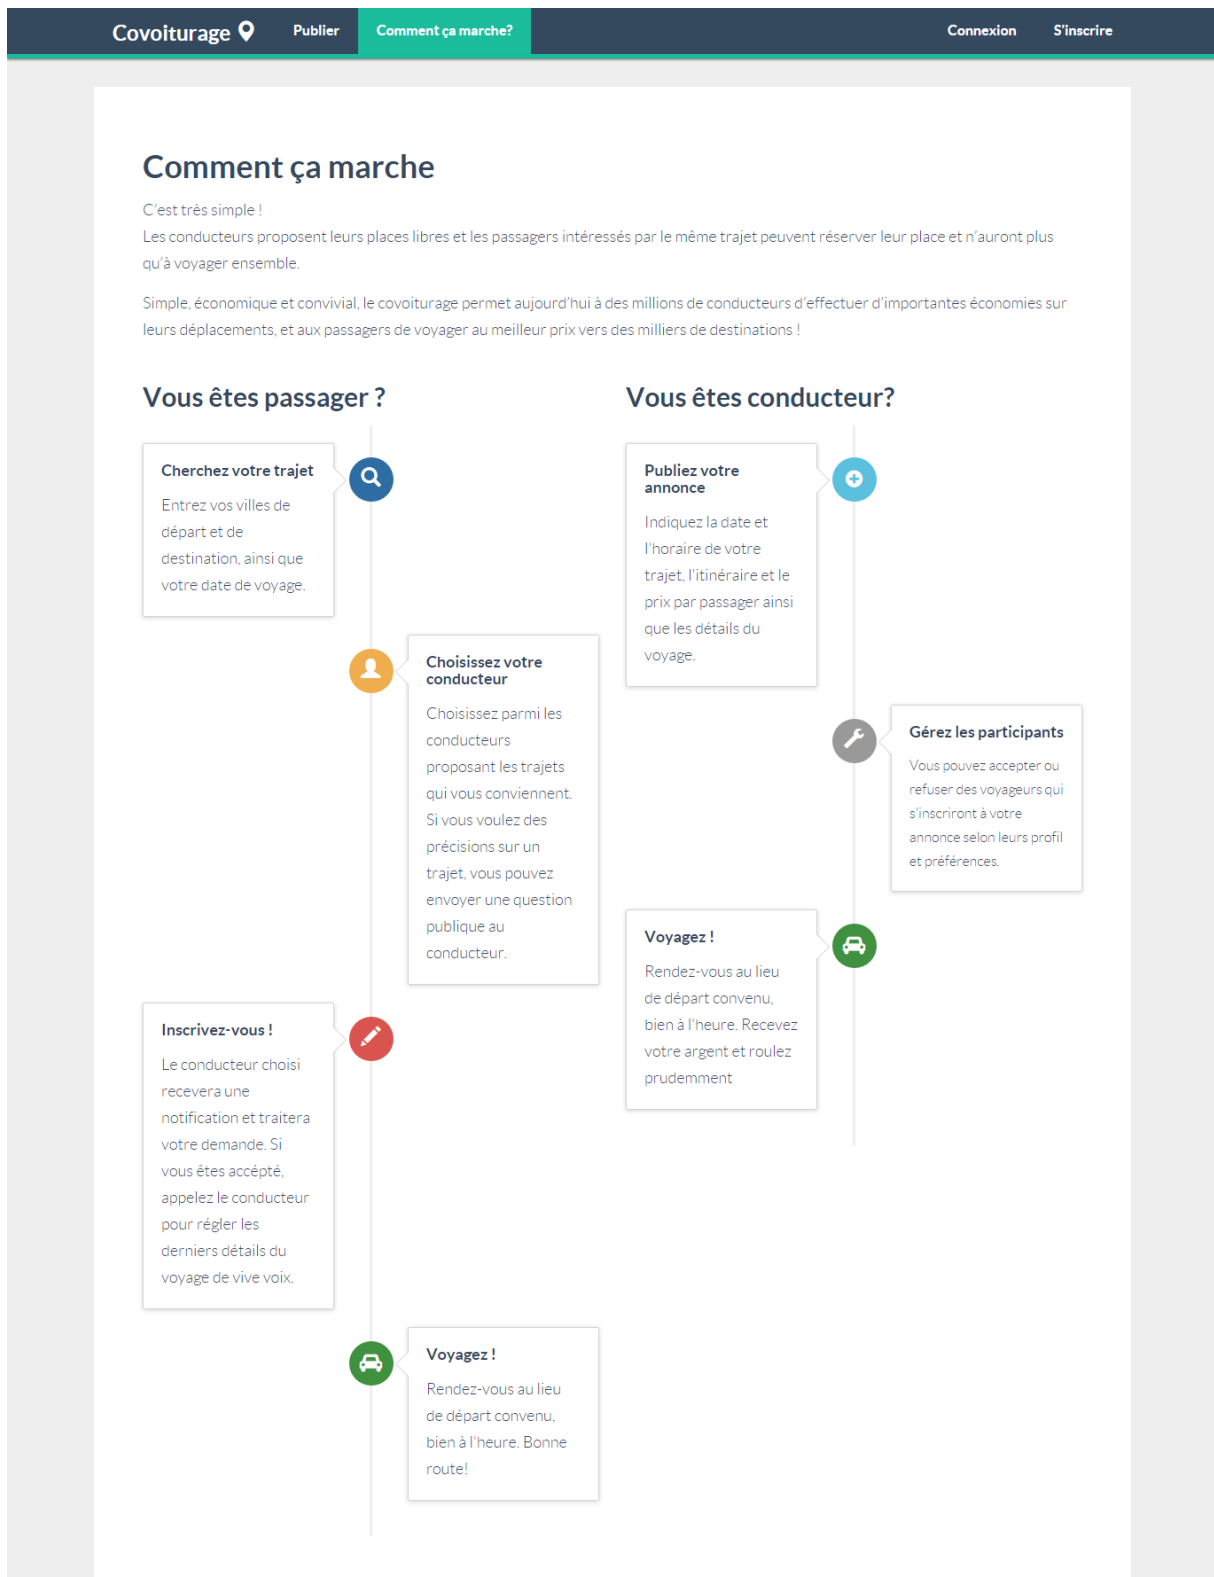 Covoiturage
Publier
Comment ça marche?
Connexion
S'inscrire
Comment ça marche
C'est très simple !
Les conducteurs proposent leurs places libres et les passagers intéressés par le même trajet peuvent réserver leur place et n'auront plus
qu'à voyager ensemble.
Simple, économique et convivial, le covoiturage permet aujourd'hui à des millions de conducteurs d'effectuer d'importantes économies sur
leurs déplacements, et aux passagers de voyager au meilleur prix vers des milliers de destinations !
Vous êtes passager ?
Cherchez votre trajet
Entrez vos villes de
départ et de
destination, ainsi que
votre date de voyage.
Choisissez votre
conducteur
Choisissez parmi les
conducteurs
proposant les trajets
qui vous conviennent.
Si vous voulez des
précisions sur un
trajet, vous pouvez
envoyer une question
publique au
conducteur.
Inscrivez-vous !
Le conducteur choisi
recevera une
notification et traitera
votre demande. Si
vous êtes accépté,
appelez le conducteur
pour régler les
derniers détails du
voyage de vive voix.
Voyagez !
Rendez-vous au lieu
de départ convenu,
bien à l'heure. Bonne
route!
Vous êtes conducteur?
Publiez votre
annonce
Indiquez la date et
l'horaire de votre
trajet, l'itinéraire et le
prix par passager ainsi
que les détails du
voyage.
Gérez les participants
Vous pouvez accepter ou
refuser des voyageurs qui
s'inscriront à votre
annonce selon leurs profil
et préférences.
Voyagez !
Rendez-vous au lieu
de départ convenu,
bien à l'heure. Recevez
votre argent et roulez
prudemment